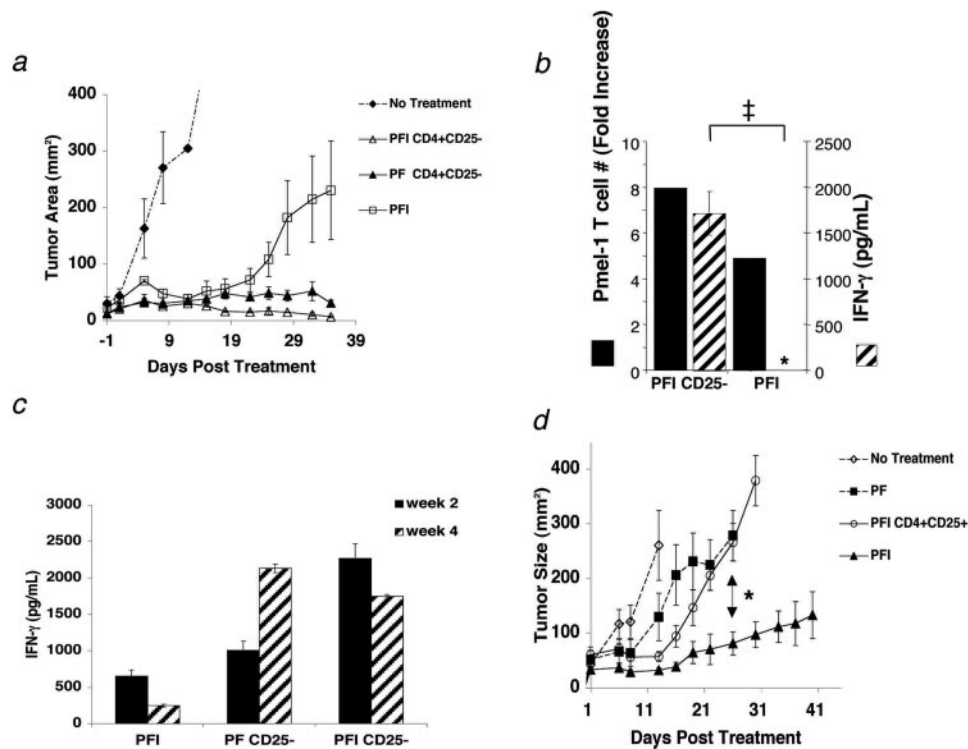 a
400
300
200
100
0
-1 9 19 29 39
Tumor Area (mm²)
Days Post Treatment
No Treatment
PFI CD4+CD25-
PF CD4+CD25-
PFI
b
‡
10
8
6
4
2
0
2500
2000
1500
1000
500
0
*
PFI CD25- PFI
Pmel-1 T cell # (Fold Increase)
IFN-γ (pg/mL)
c
3000
2500
2000
1500
1000
500
0
IFN-γ (pg/mL)
week 2
week 4
PFI PF CD25- PFI CD25-
d
400
300
200
100
0
1 11 21 31 41
Tumor Size (mm²)
Days Post Treatment
*
No Treatment
PF
PFI CD4+CD25+
PFI